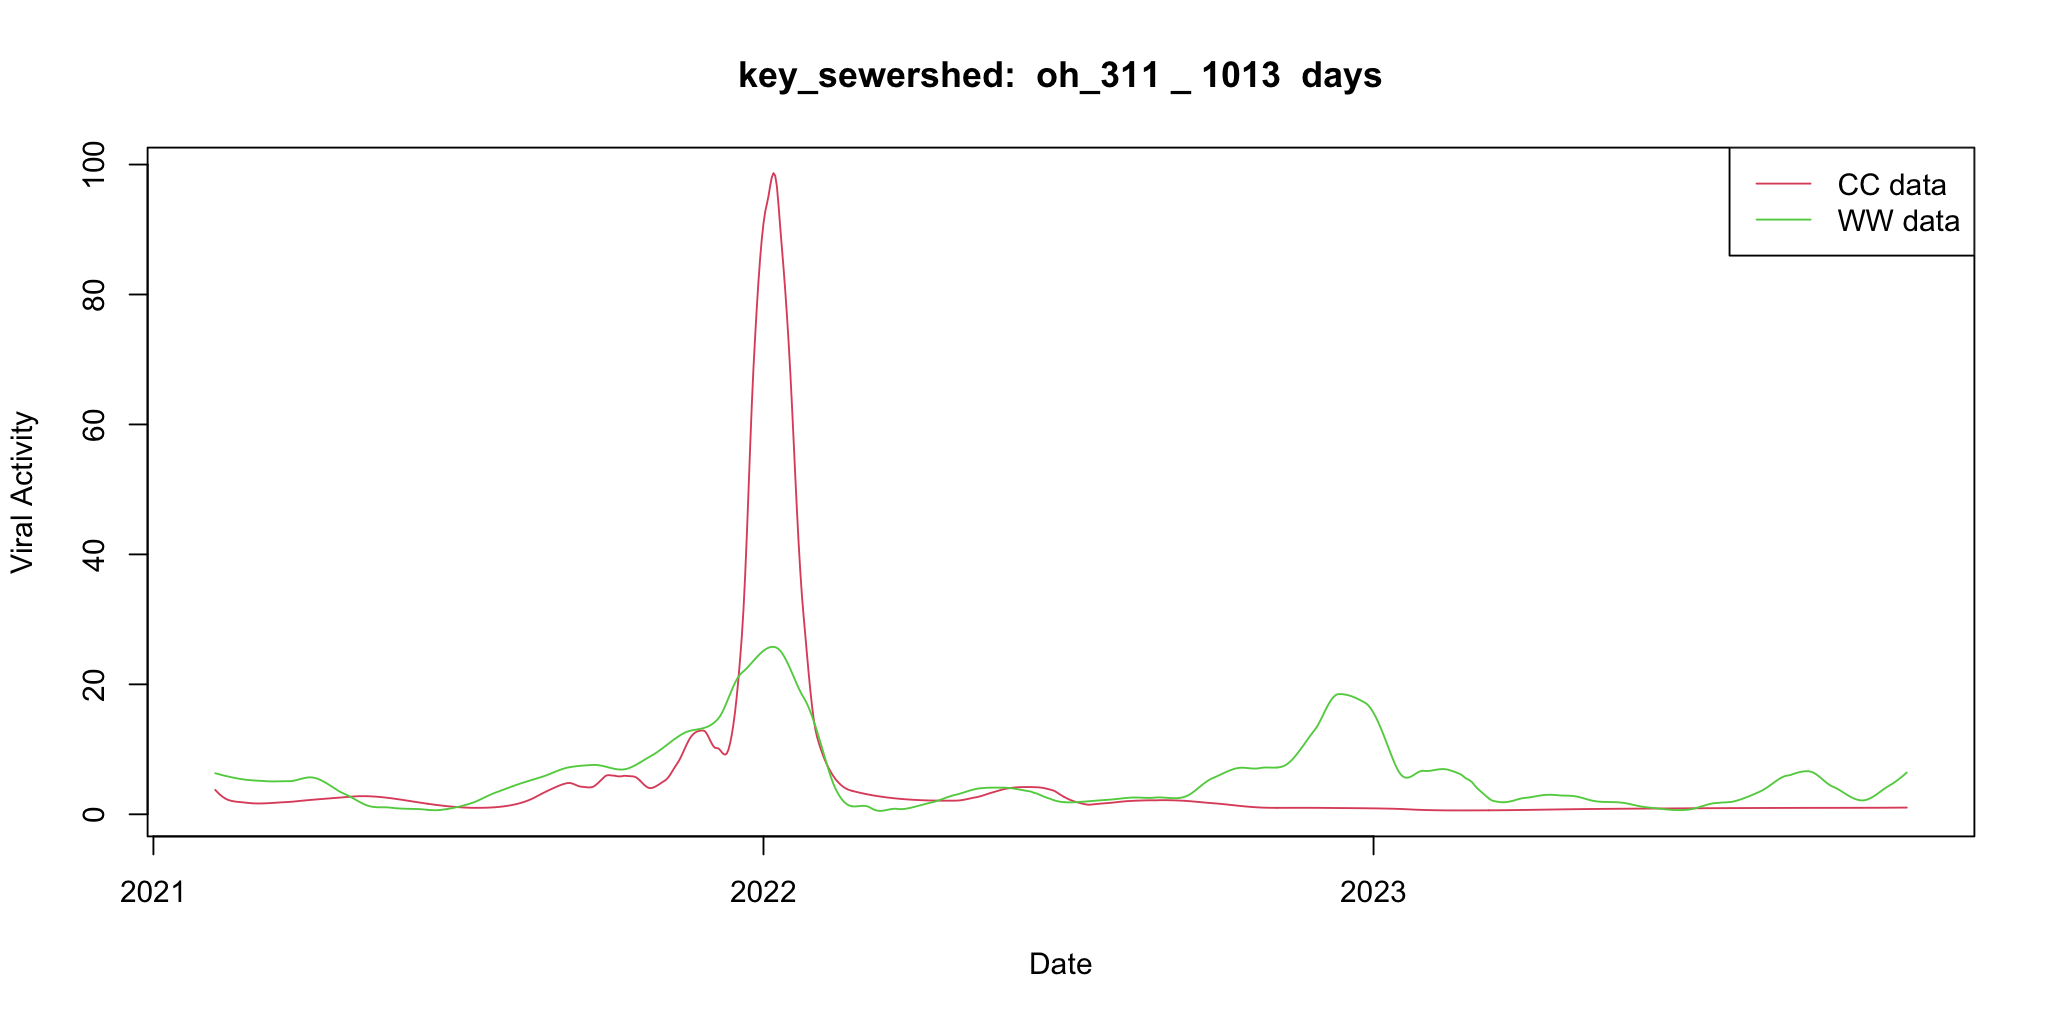 key_sewershed:  oh_311 _ 1013  days
CC data
WW data
Viral Activity
100
80
60
40
20
0
2021
2022
2023
Date